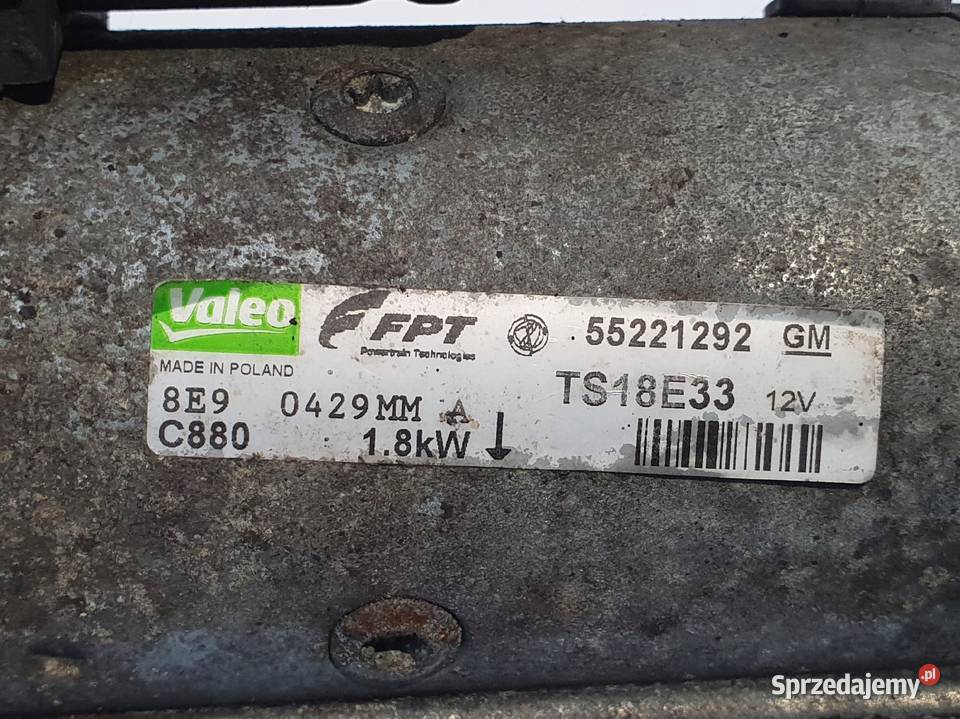 Valeo FPT 55221292 GM
Powertrain Technologies
MADE IN POLAND
8E9 0429MM A TS18E33 12V
C880 1.8kW
Sprzedajemy.pl